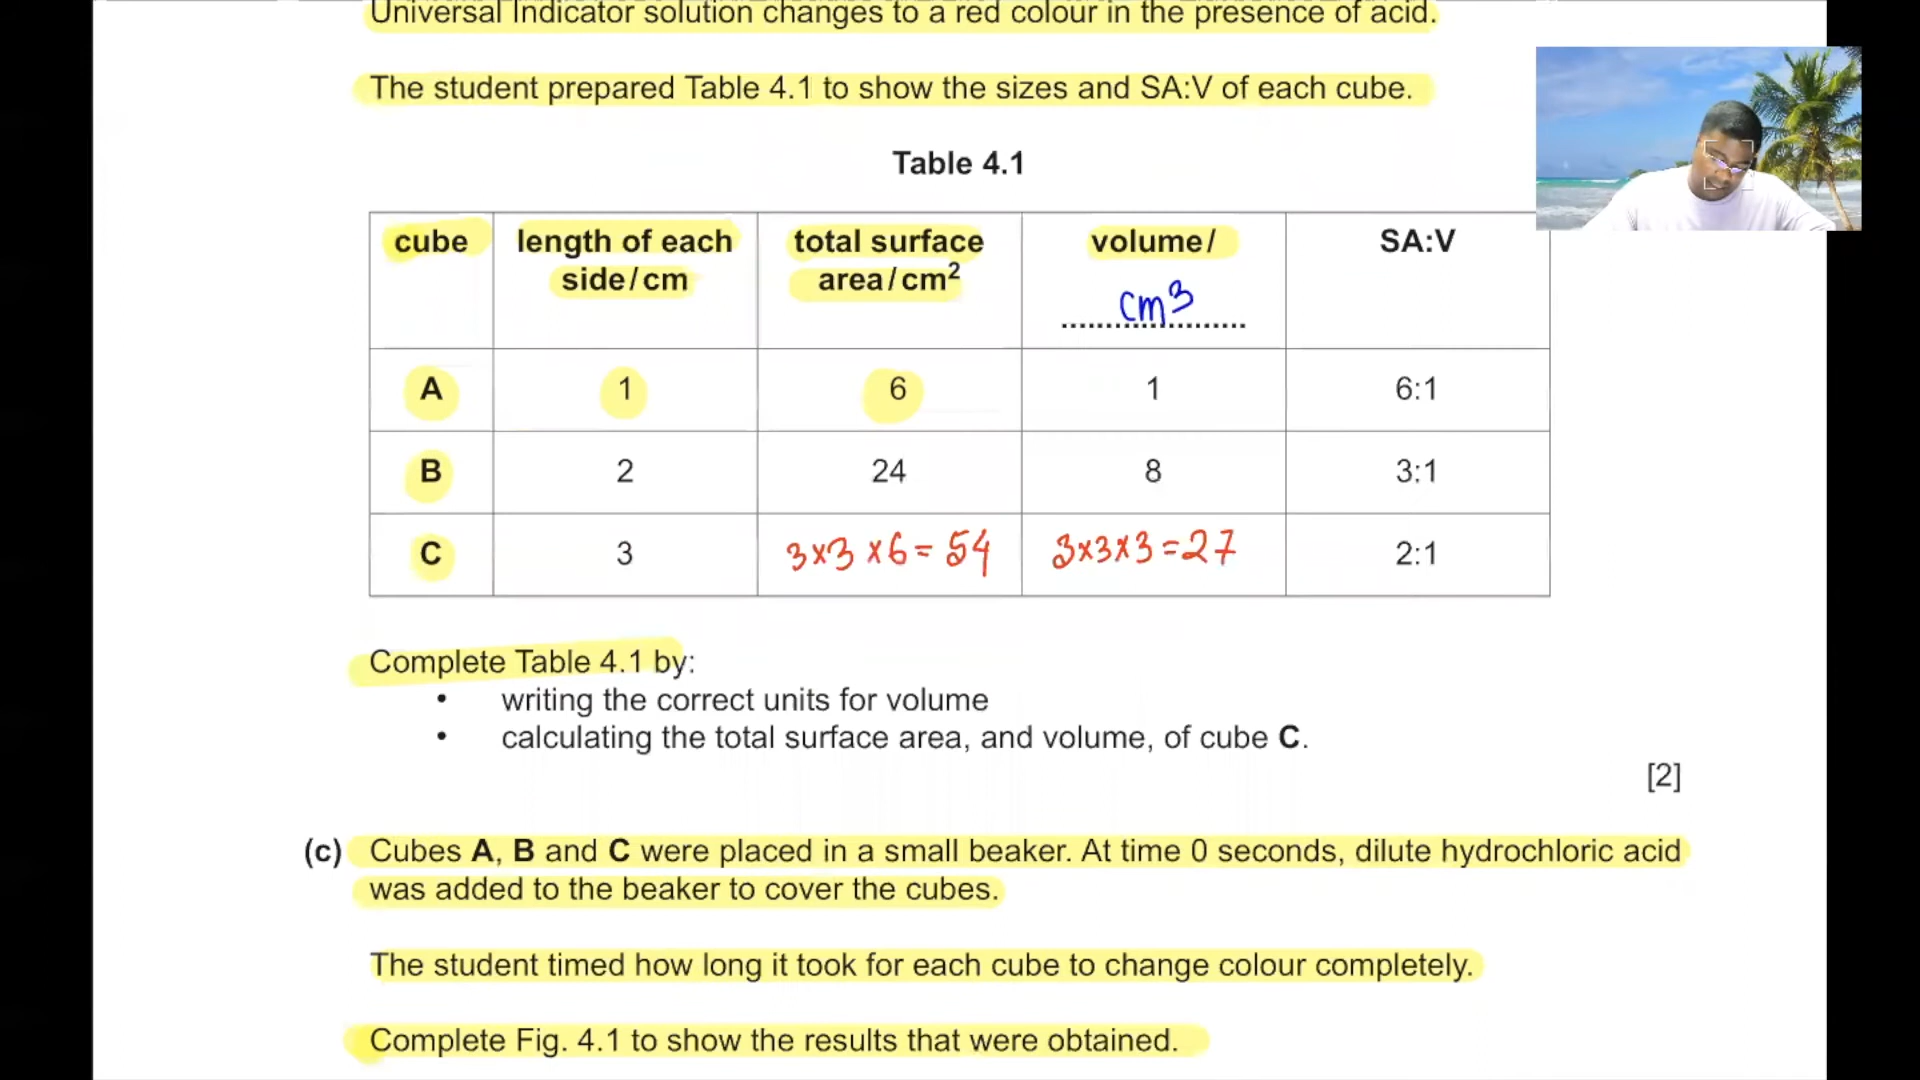 Universal Indicator solution changes to a red colour in the presence of acid.
The student prepared Table 4.1 to show the sizes and SA:V of each cube.
Table 4.1
cube length of each side/cm total surface area/cm² volume/ cm³ SA:V
A 1 6 1 6:1
B 2 24 8 3:1
C 3 3×3×6=54 3×3×3=27 2:1
Complete Table 4.1 by:
• writing the correct units for volume
• calculating the total surface area, and volume, of cube C.
[2]
(c) Cubes A, B and C were placed in a small beaker. At time 0 seconds, dilute hydrochloric acid
was added to the beaker to cover the cubes.
The student timed how long it took for each cube to change colour completely.
Complete Fig. 4.1 to show the results that were obtained.